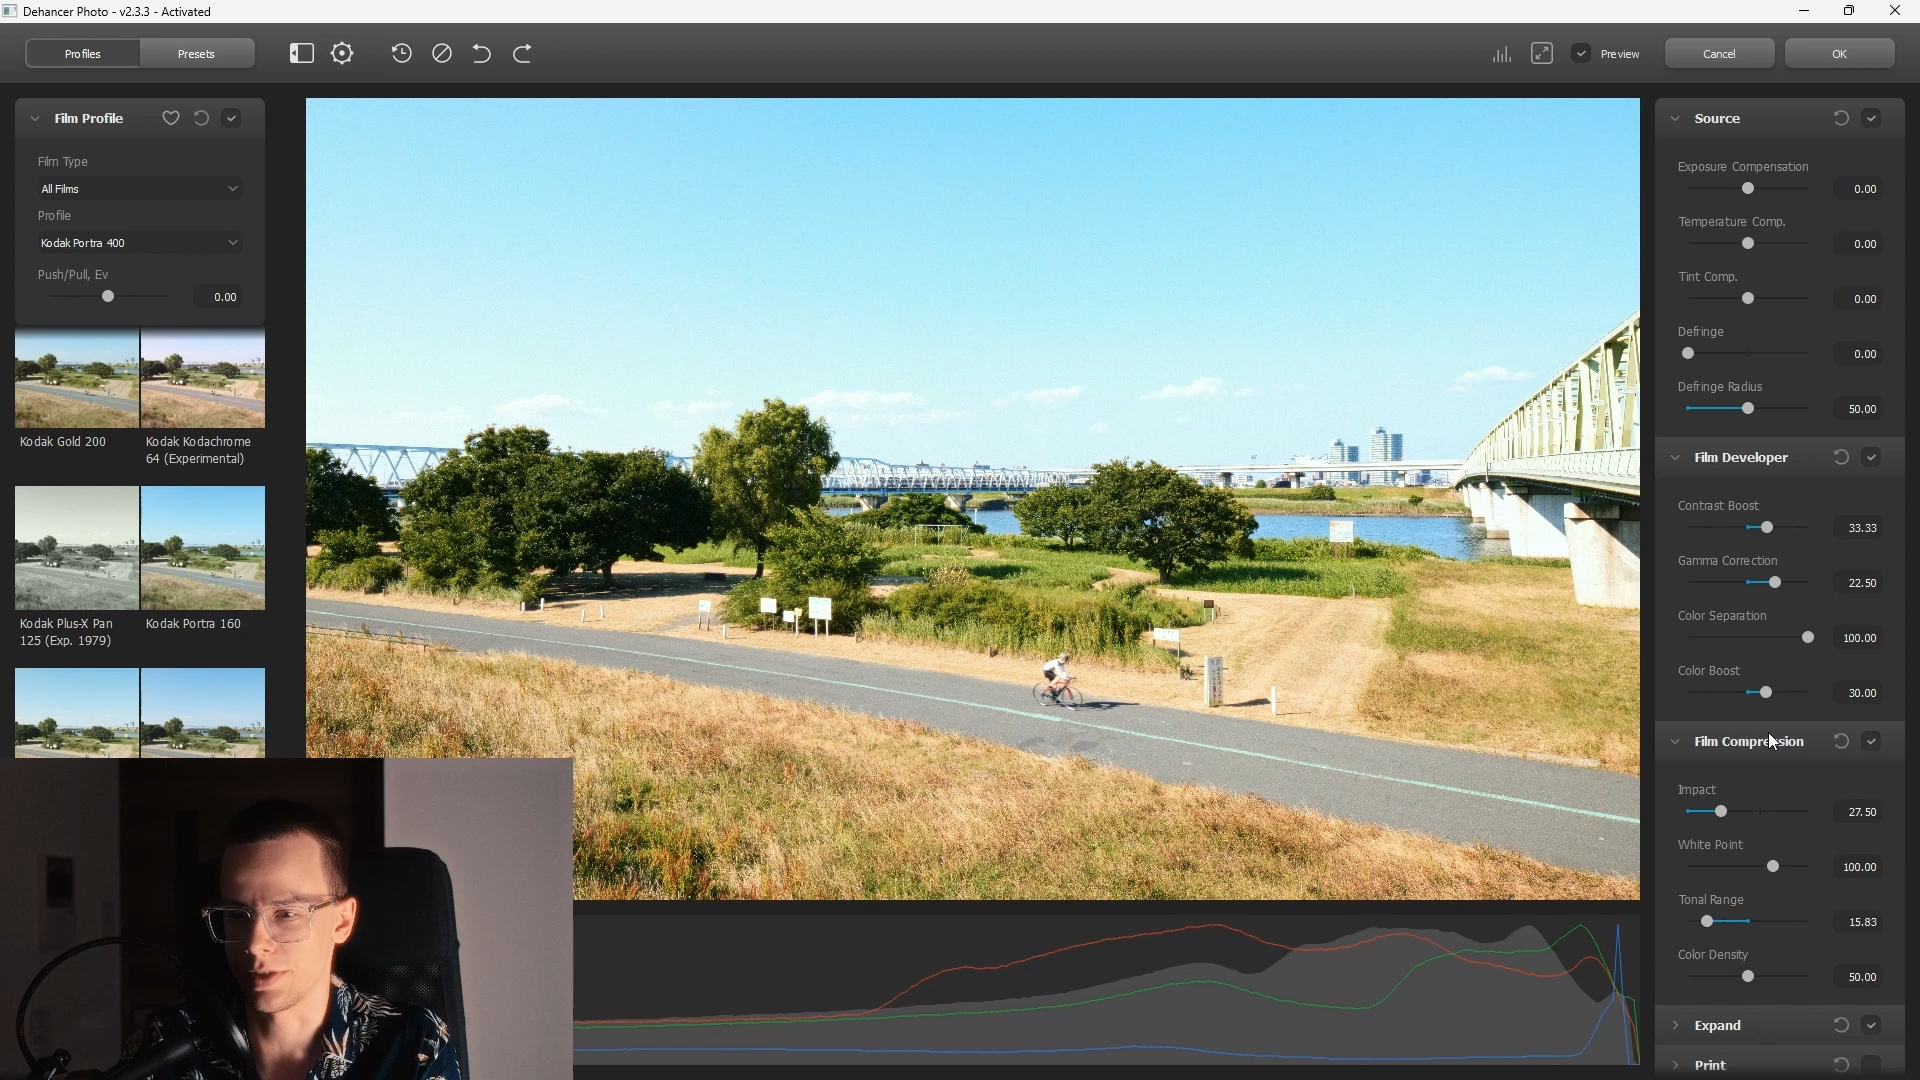 Dehancer Photo - v2.3.3 - Activated
Profiles
Presets
Preview
Cancel
OK
Film Profile
Film Type
All Films
Profile
Kodak Portra 400
Push/Pull, Ev
0.00
Kodak Gold 200
Kodak Kodachrome
64 (Experimental)
Kodak Plus-X Pan
125 (Exp. 1979)
Kodak Portra 160
Source
Exposure Compensation
0.00
Temperature Comp.
0.00
Tint Comp.
0.00
Defringe
0.00
Defringe Radius
50.00
Film Developer
Contrast Boost
33.33
Gamma Correction
22.50
Color Separation
100.00
Color Boost
30.00
Film Compression
Impact
27.50
White Point
100.00
Tonal Range
15.83
Color Density
50.00
Expand
Print